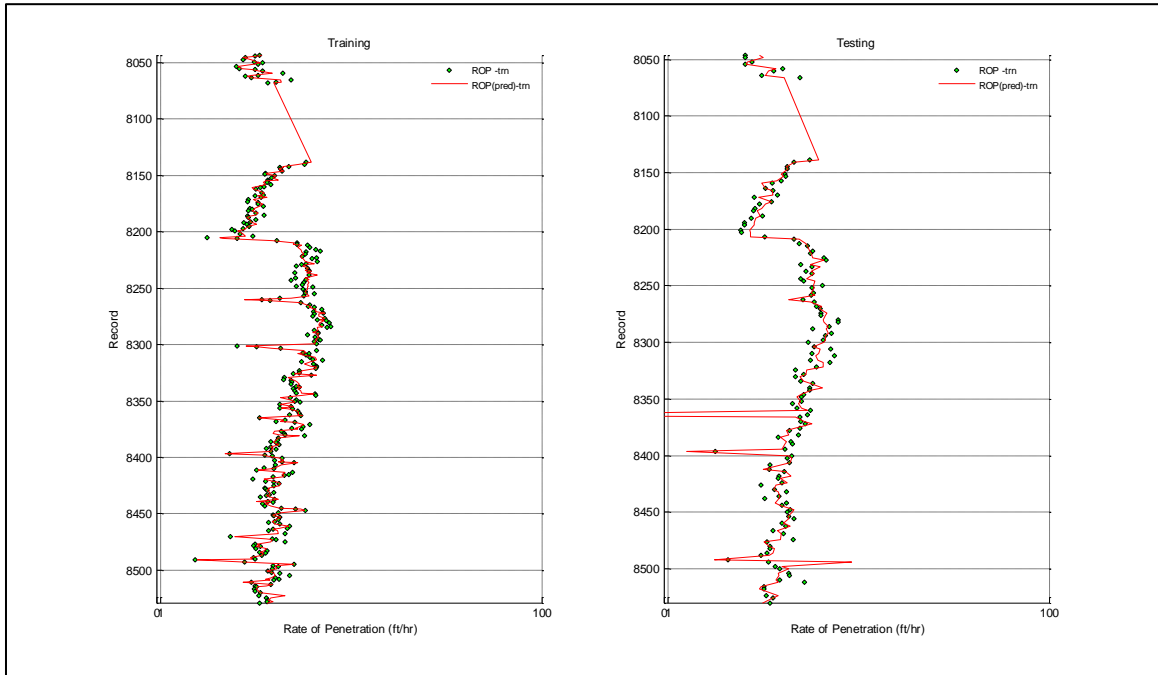 Training
8050
8100
8150
8200
8250
8300
8350
8400
8450
8500
Record
ROP -trn
ROP(pred)-trn
01
100
Rate of Penetration (ft/hr)
Testing
8050
8100
8150
8200
8250
8300
8350
8400
8450
8500
Record
ROP -trn
ROP(pred)-trn
01
100
Rate of Penetration (ft/hr)